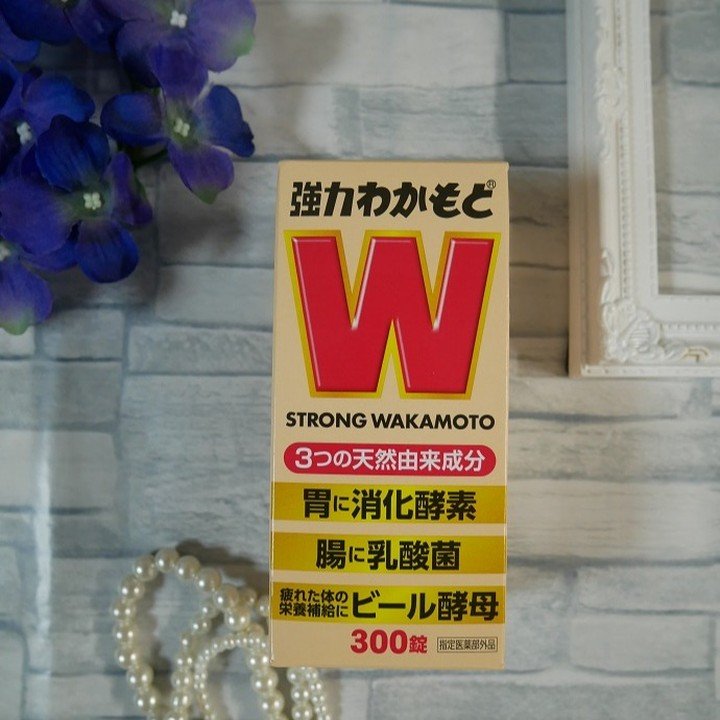 強力わかもと®
W
STRONG WAKAMOTO
3つの天然由来成分
胃に消化酵素
腸に乳酸菌
疲れた体の
栄養補給に ビール酵母
300錠 指定医薬部外品